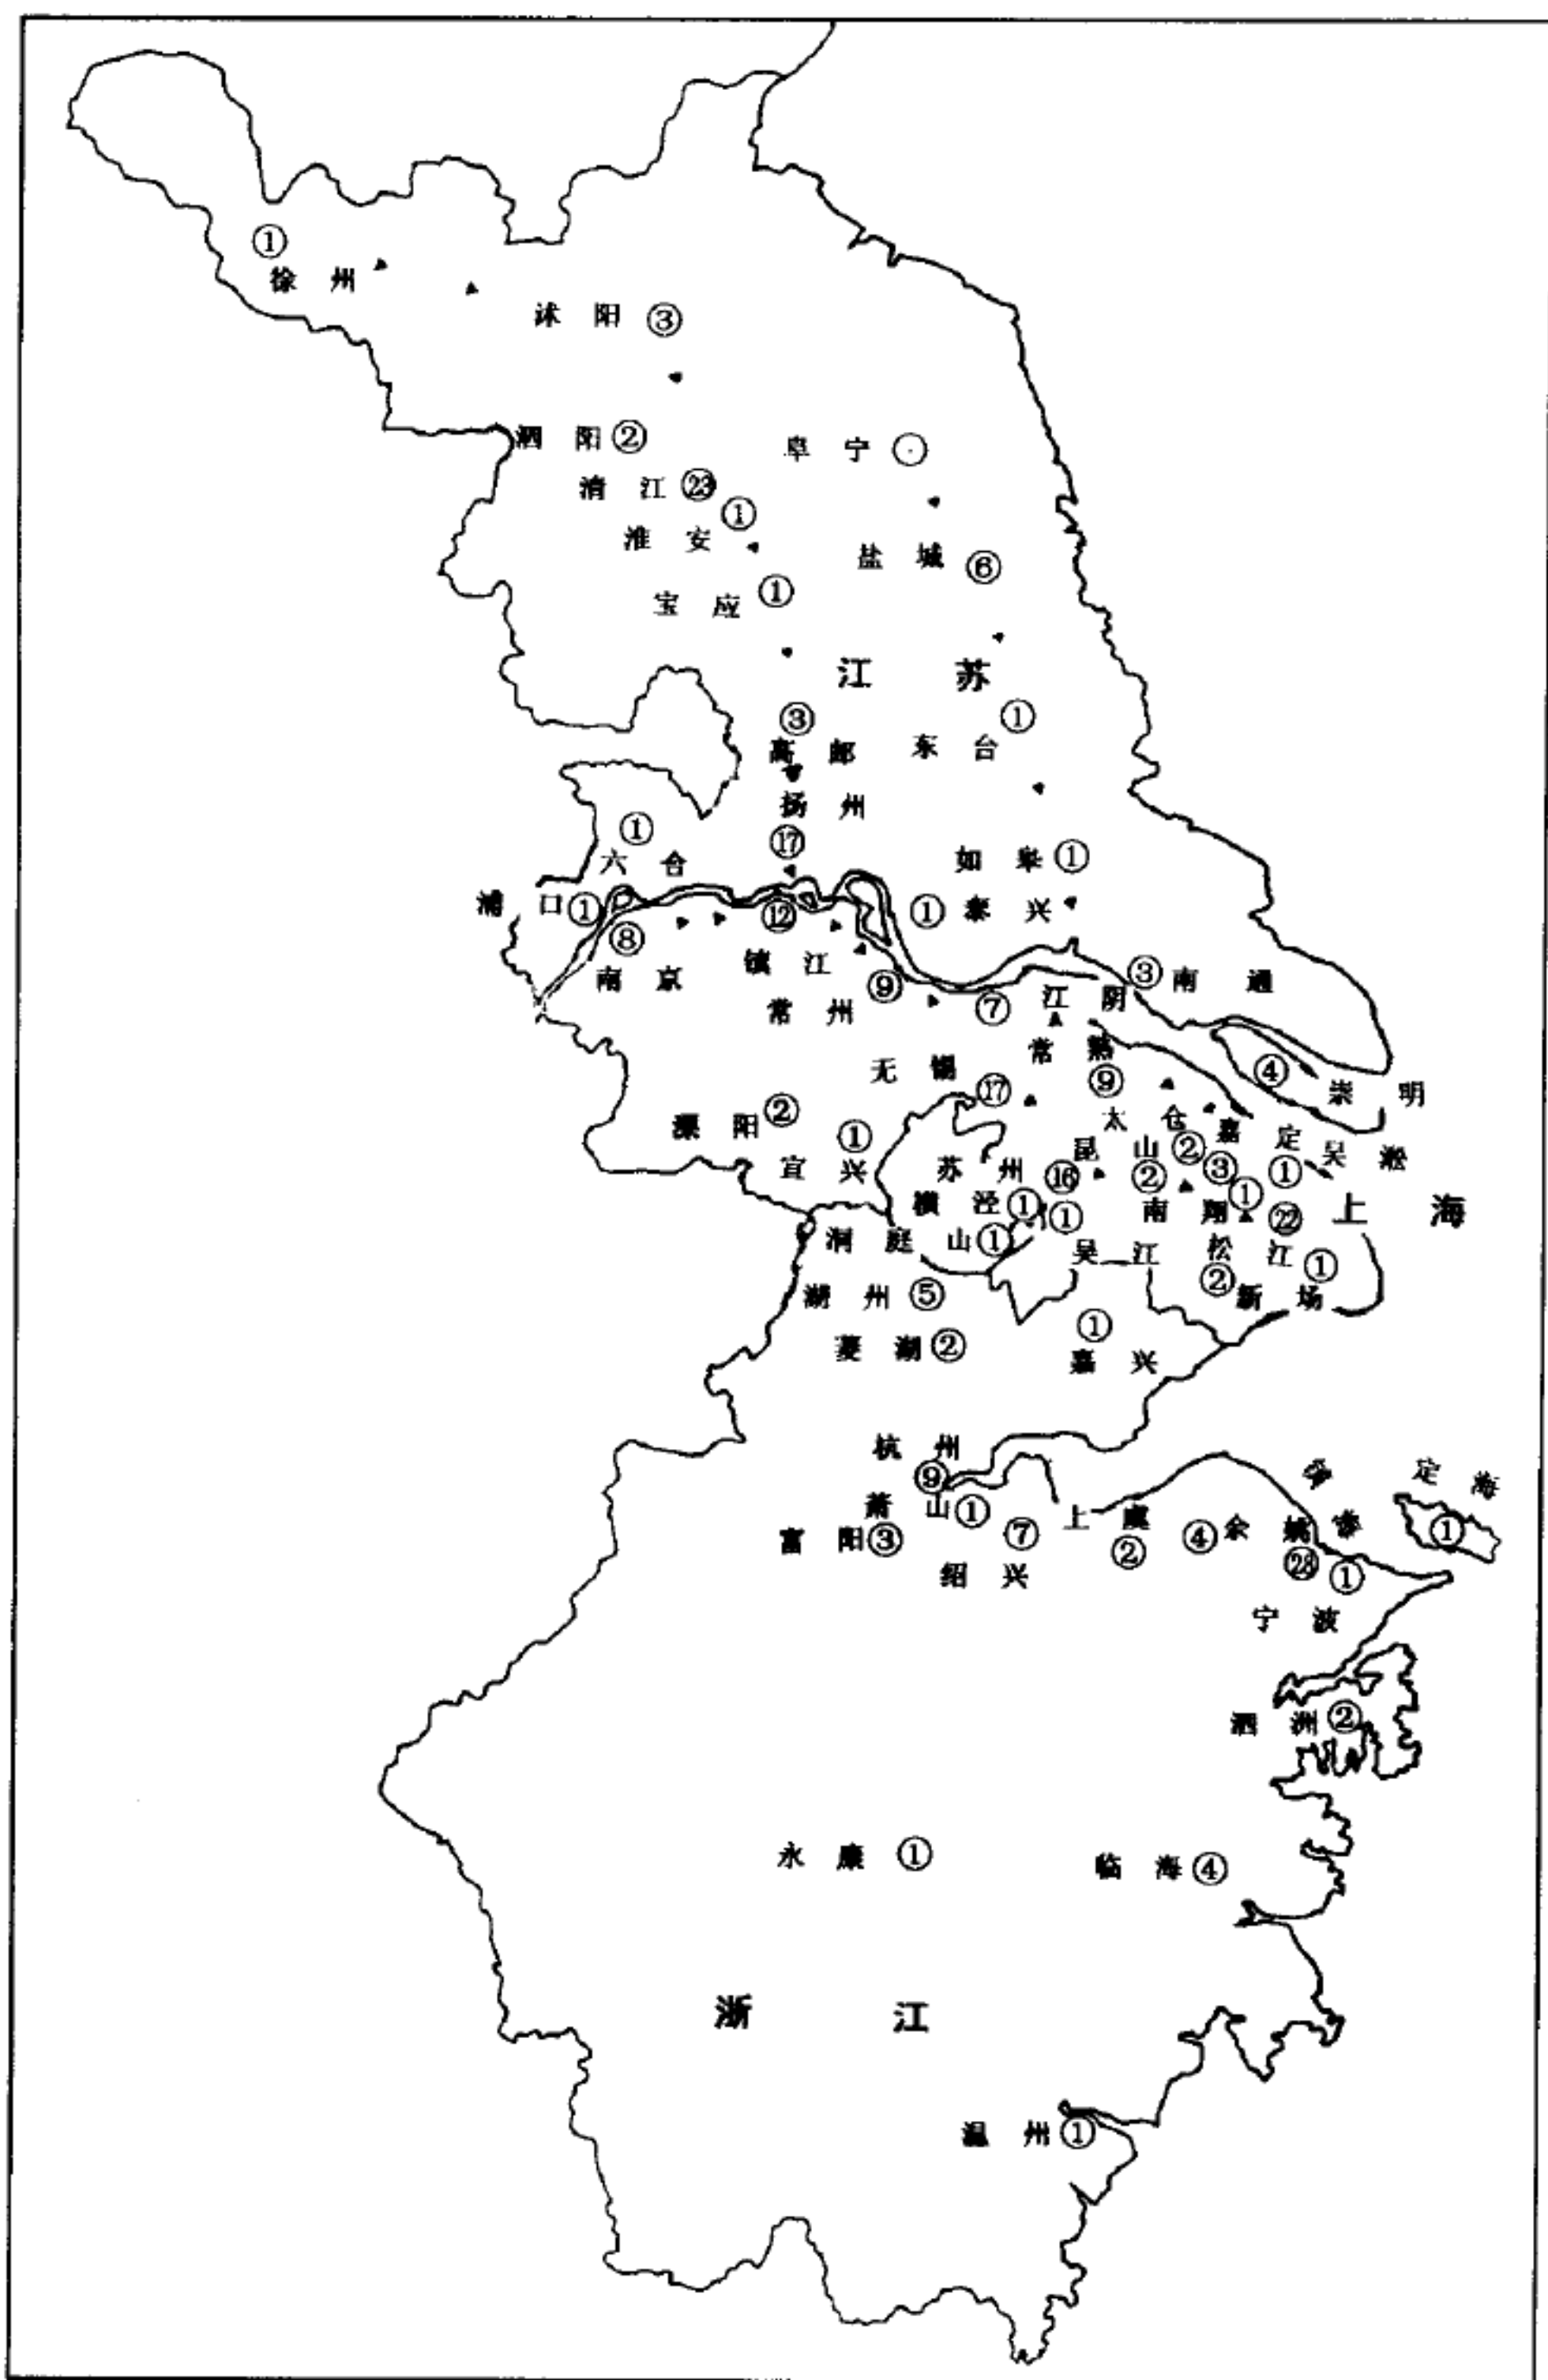 ①
徐州
沭阳③
泗阳②
阜宁
清江㉓
①
淮安
盐城⑥
宝应①
江苏
③
①
高邮
东台
扬州
⑰
①
六合
如皋①
浦口①
⑫
①泰兴
⑧
南京
镇江
③南通
⑨
⑦
江阴
常州
常熟
④
崇明
无锡
⑰
⑨
溧阳②
太仓
①
宜兴
嘉定
昆山②
吴淞
苏州
⑯
②
③
①
横泾①
①
南翔
①
㉒
上海
洞庭山①
吴江
松江
①
②
新场
湖州⑤
①
菱湖②
嘉兴
杭州
⑨
定海
①
萧山①
⑦
上虞
②
④余姚
富阳③
㉘
①
绍兴
宁波
泗洲②
永康①
临海④
浙江
温州①